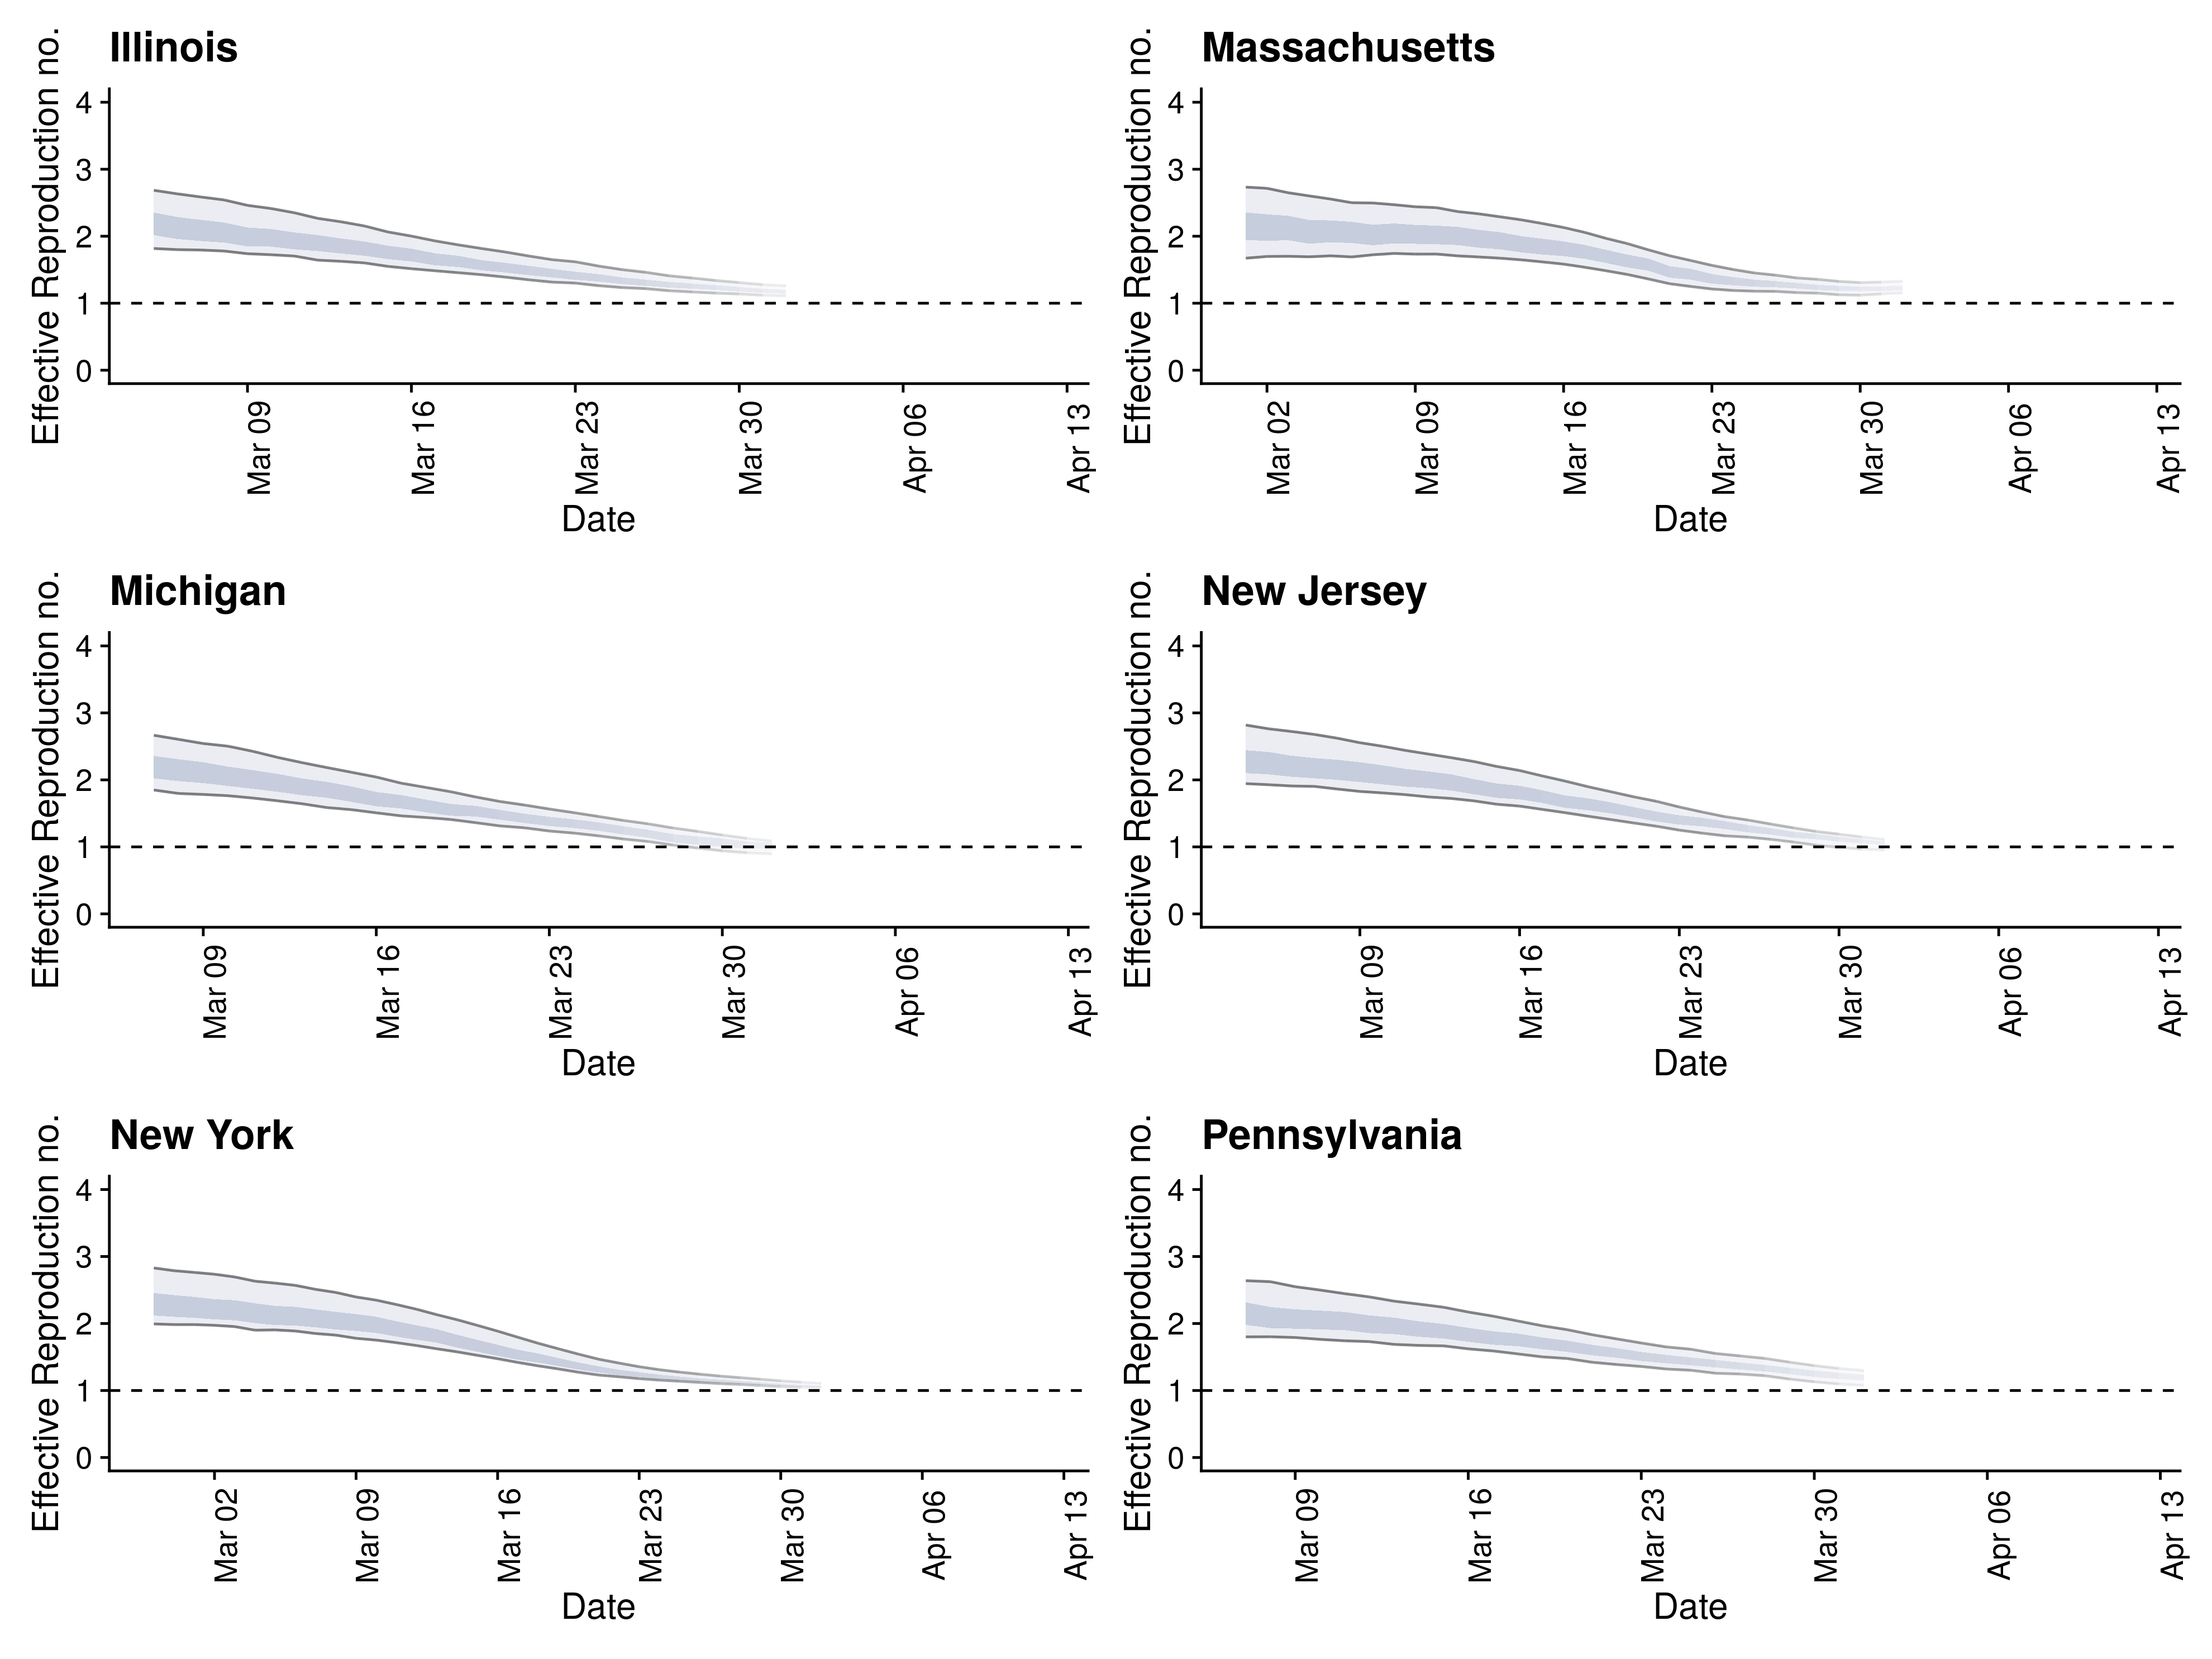 Illinois
Effective Reproduction no.
4
3
2
1
0
Mar 09
Mar 16
Mar 23
Mar 30
Apr 06
Apr 13
Date
Massachusetts
Effective Reproduction no.
4
3
2
1
0
Mar 02
Mar 09
Mar 16
Mar 23
Mar 30
Apr 06
Apr 13
Date
Michigan
Effective Reproduction no.
4
3
2
1
0
Mar 09
Mar 16
Mar 23
Mar 30
Apr 06
Apr 13
Date
New Jersey
Effective Reproduction no.
4
3
2
1
0
Mar 09
Mar 16
Mar 23
Mar 30
Apr 06
Apr 13
Date
New York
Effective Reproduction no.
4
3
2
1
0
Mar 02
Mar 09
Mar 16
Mar 23
Mar 30
Apr 06
Apr 13
Date
Pennsylvania
Effective Reproduction no.
4
3
2
1
0
Mar 09
Mar 16
Mar 23
Mar 30
Apr 06
Apr 13
Date